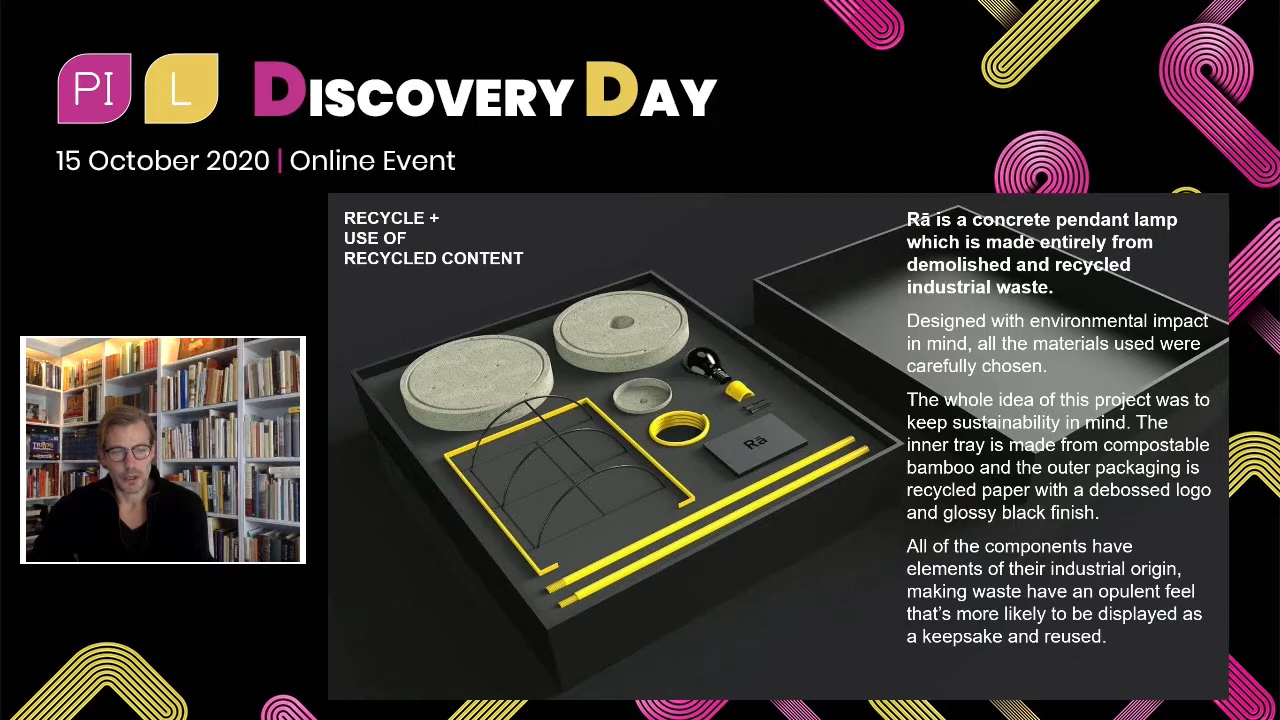 PI L DISCOVERY DAY
15 October 2020 | Online Event
RECYCLE +
USE OF
RECYCLED CONTENT
Rā
Rā is a concrete pendant lamp
which is made entirely from
demolished and recycled
industrial waste.
Designed with environmental impact
in mind, all the materials used were
carefully chosen.
The whole idea of this project was to
keep sustainability in mind. The
inner tray is made from compostable
bamboo and the outer packaging is
recycled paper with a debossed logo
and glossy black finish.
All of the components have
elements of their industrial origin,
making waste have an opulent feel
that’s more likely to be displayed as
a keepsake and reused.